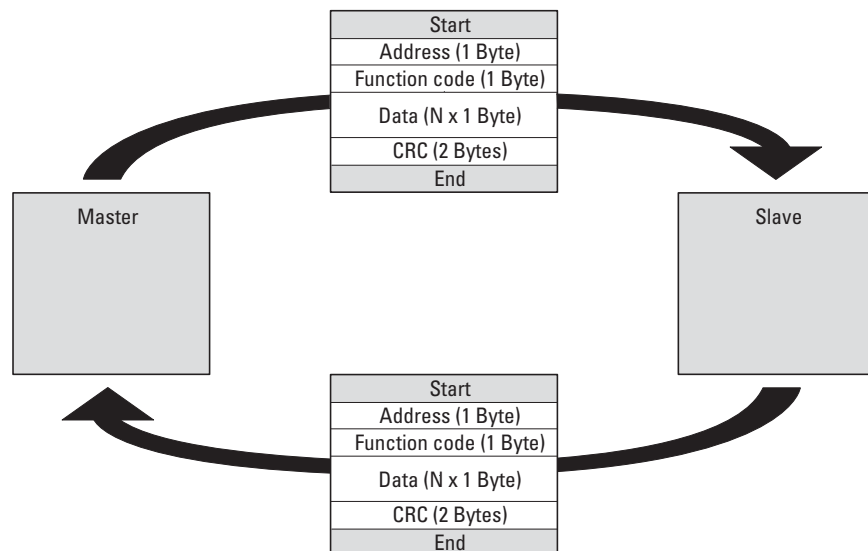 Start
Address (1 Byte)
Function code (1 Byte)
Data (N x 1 Byte)
CRC (2 Bytes)
End
Master
Slave
Start
Address (1 Byte)
Function code (1 Byte)
Data (N x 1 Byte)
CRC (2 Bytes)
End